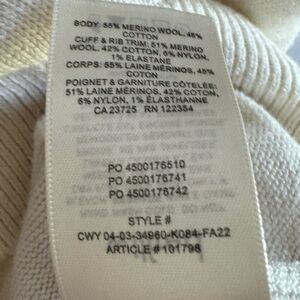 BODY: 55% MERINO WOOL, 45%
COTTON
CUFF & RIB TRIM: 51% MERINO
WOOL, 42% COTTON, 6% NYLON,
1% ELASTANE
CORPS: 55% LAINE MÉRINOS, 45%
COTON
POIGNET & GARNITURE CÔTELÉE:
51% LAINE MÉRINOS, 42% COTON,
6% NYLON, 1% ÉLASTHANNE
CA 23725 RN 122354
PO 4500176510
PO 4500176741
PO 4500176742
STYLE #
CWY 04-03-34960-K084-FA22
ARTICLE #101798